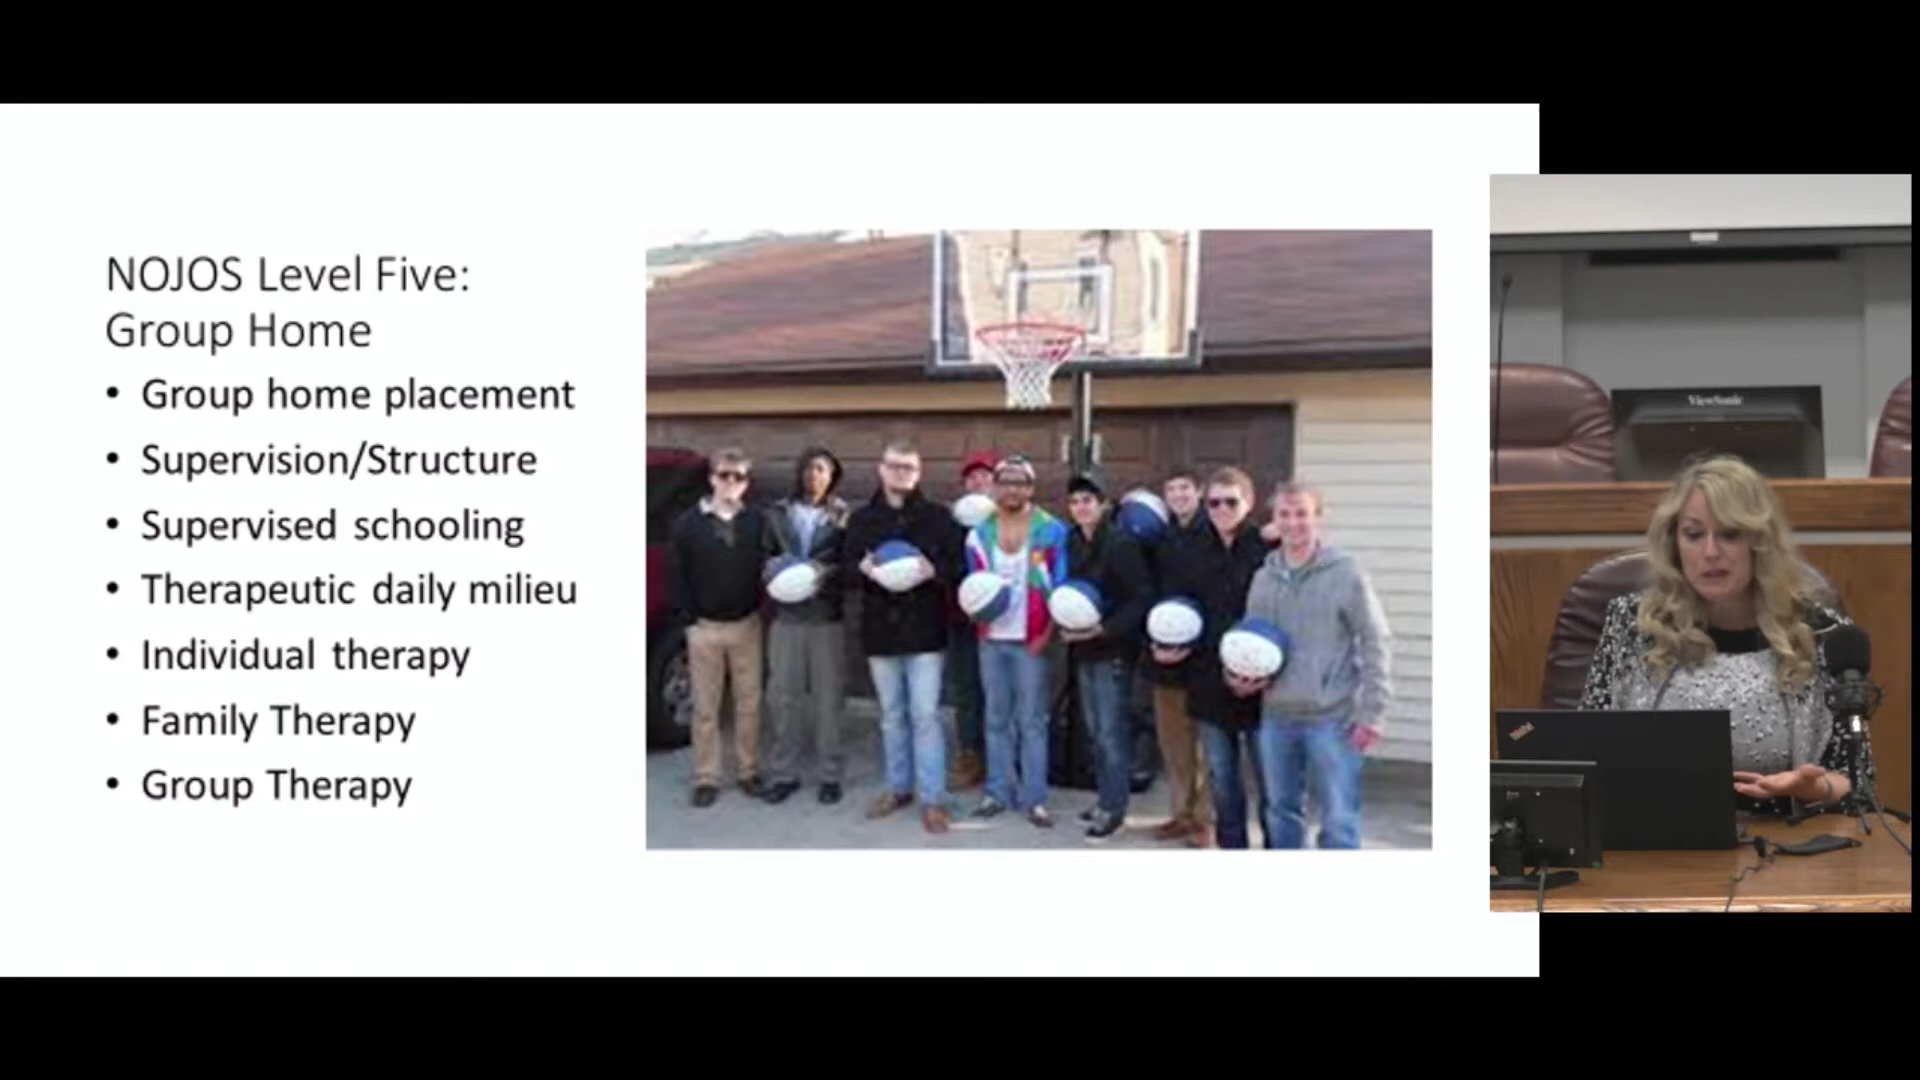 NOJOS Level Five:
Group Home
• Group home placement
• Supervision/Structure
• Supervised schooling
• Therapeutic daily milieu
• Individual therapy
• Family Therapy
• Group Therapy
ViewSonic